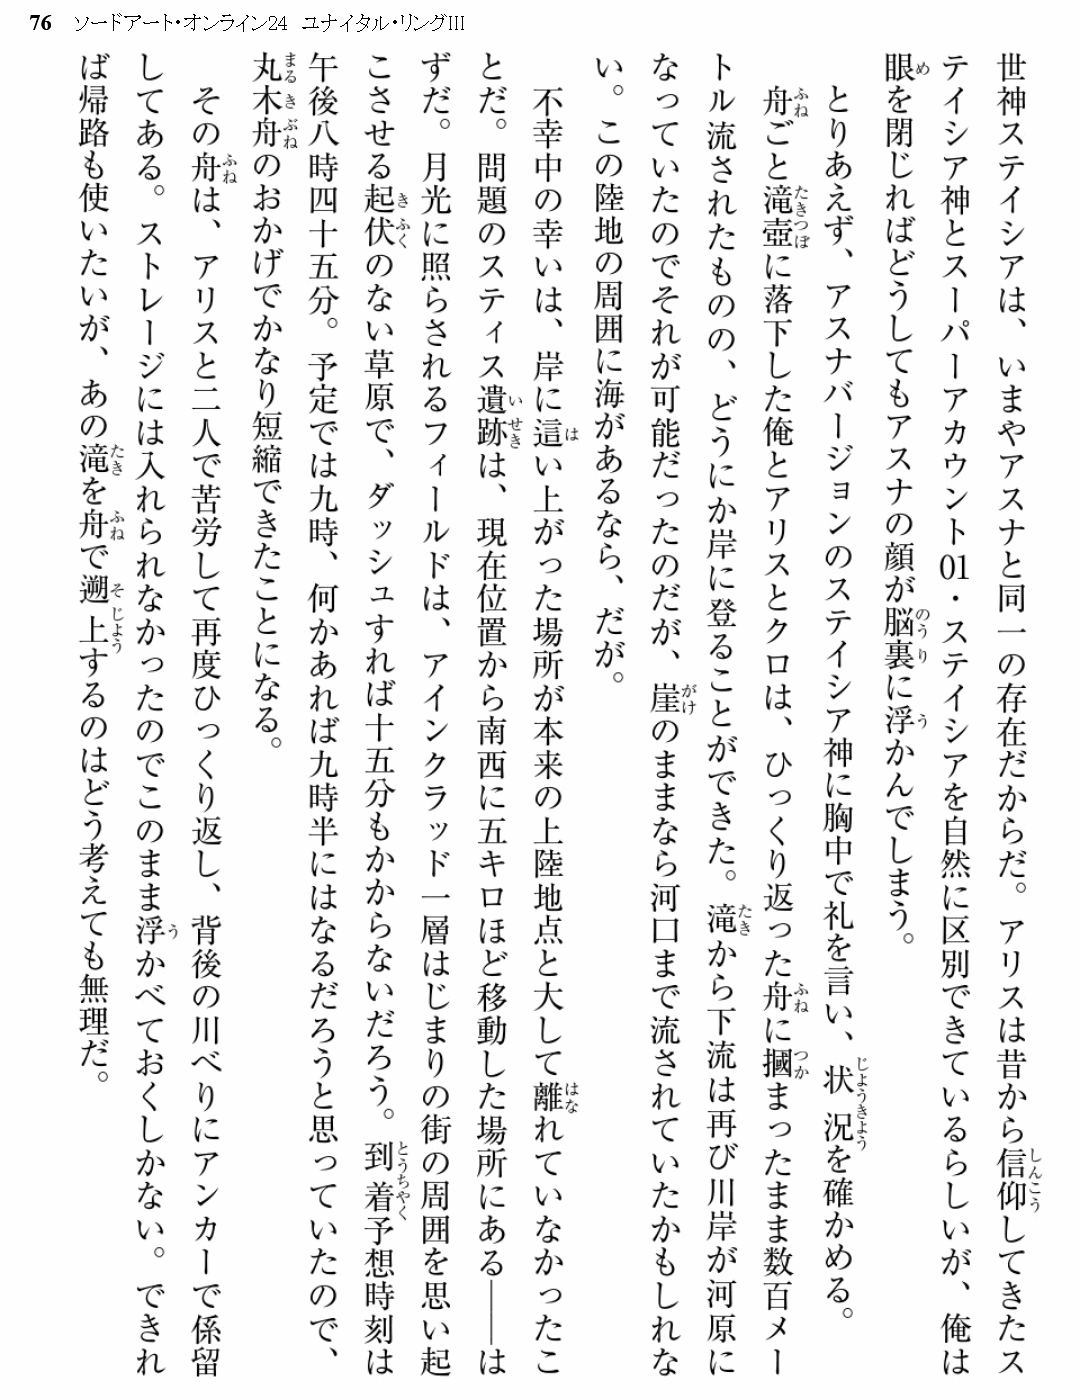 76 ソードアート・オンライン24 ユナイタル・リングⅢ
世神ステイシアは、いまやアスナと同一の存在だからだ。アリスは昔から信仰してきたス
テイシア神とスーパーアカウント01・ステイシアを自然に区別できているらしいが、俺は
眼を閉じればどうしてもアスナの顔が脳裏に浮かんでしまう。
とりあえず、アスナバージョンのステイシア神に胸中で礼を言い、状況を確かめる。
舟ごと滝壺に落下した俺とアリスとクロは、ひっくり返った舟に摑まったまま数百メー
トル流されたものの、どうにか岸に登ることができた。滝から下流は再び川岸が河原に
なっていたのでそれが可能だったのだが、崖のままなら河口まで流されていたかもしれな
い。この陸地の周囲に海があるなら、だが。
不幸中の幸いは、岸に這い上がった場所が本来の上陸地点と大して離れていなかったこ
とだ。問題のスティス遺跡は、現在位置から南西に五キロほど移動した場所にある――は
ずだ。月光に照らされるフィールドは、アインクラッド一層はじまりの街の周囲を思い起
こさせる起伏のない草原で、ダッシュすれば十五分もかからないだろう。到着予想時刻は
午後八時四十五分。予定では九時、何かあれば九時半にはなるだろうと思っていたので、
丸木舟のおかげでかなり短縮できたことになる。
その舟は、アリスと二人で苦労して再度ひっくり返し、背後の川べりにアンカーで係留
してある。ストレージには入れられなかったのでこのまま浮かべておくしかない。できれ
ば帰路も使いたいが、あの滝を舟で遡上するのはどう考えても無理だ。